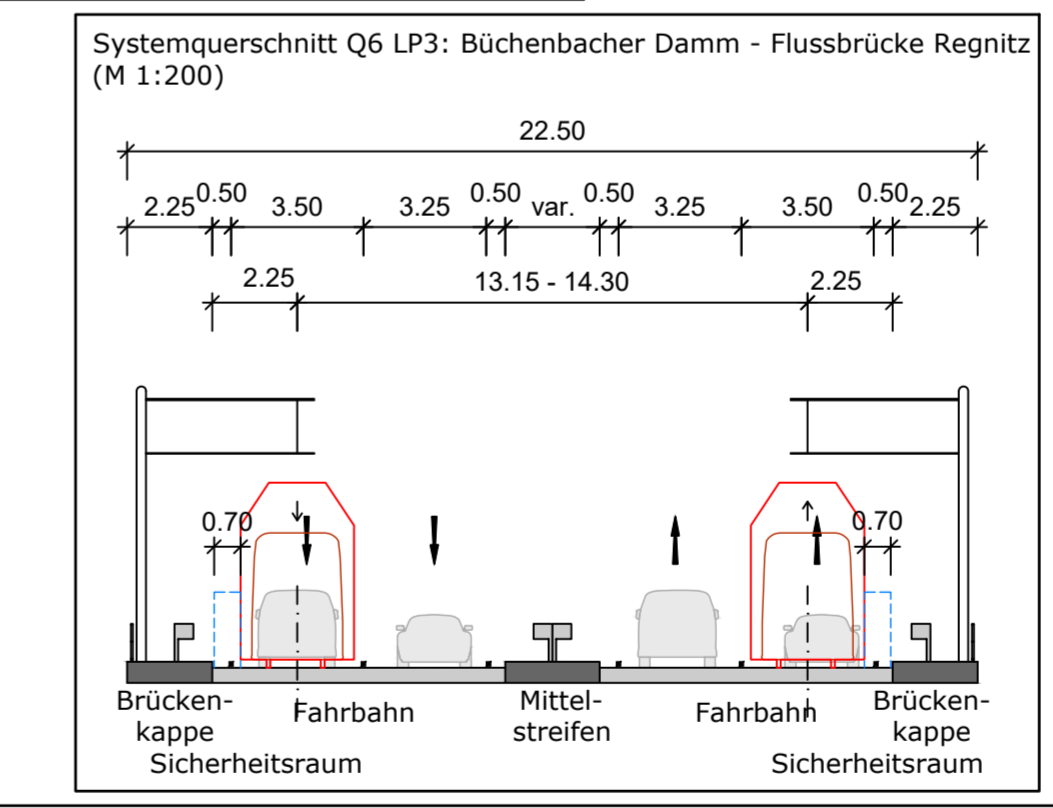 Systemquerschnitt Q6 LP3: Büchenbacher Damm - Flussbrücke Regnitz
(M 1:200)
22.50
2.25 0.50 3.50 3.25 0.50 var. 0.50 3.25 3.50 0.50 2.25
2.25 13.15 - 14.30 2.25
0.70 0.70
Brücken- Mittel- Brücken-
Fahrbahn Fahrbahn
kappe streifen kappe
Sicherheitsraum Sicherheitsraum